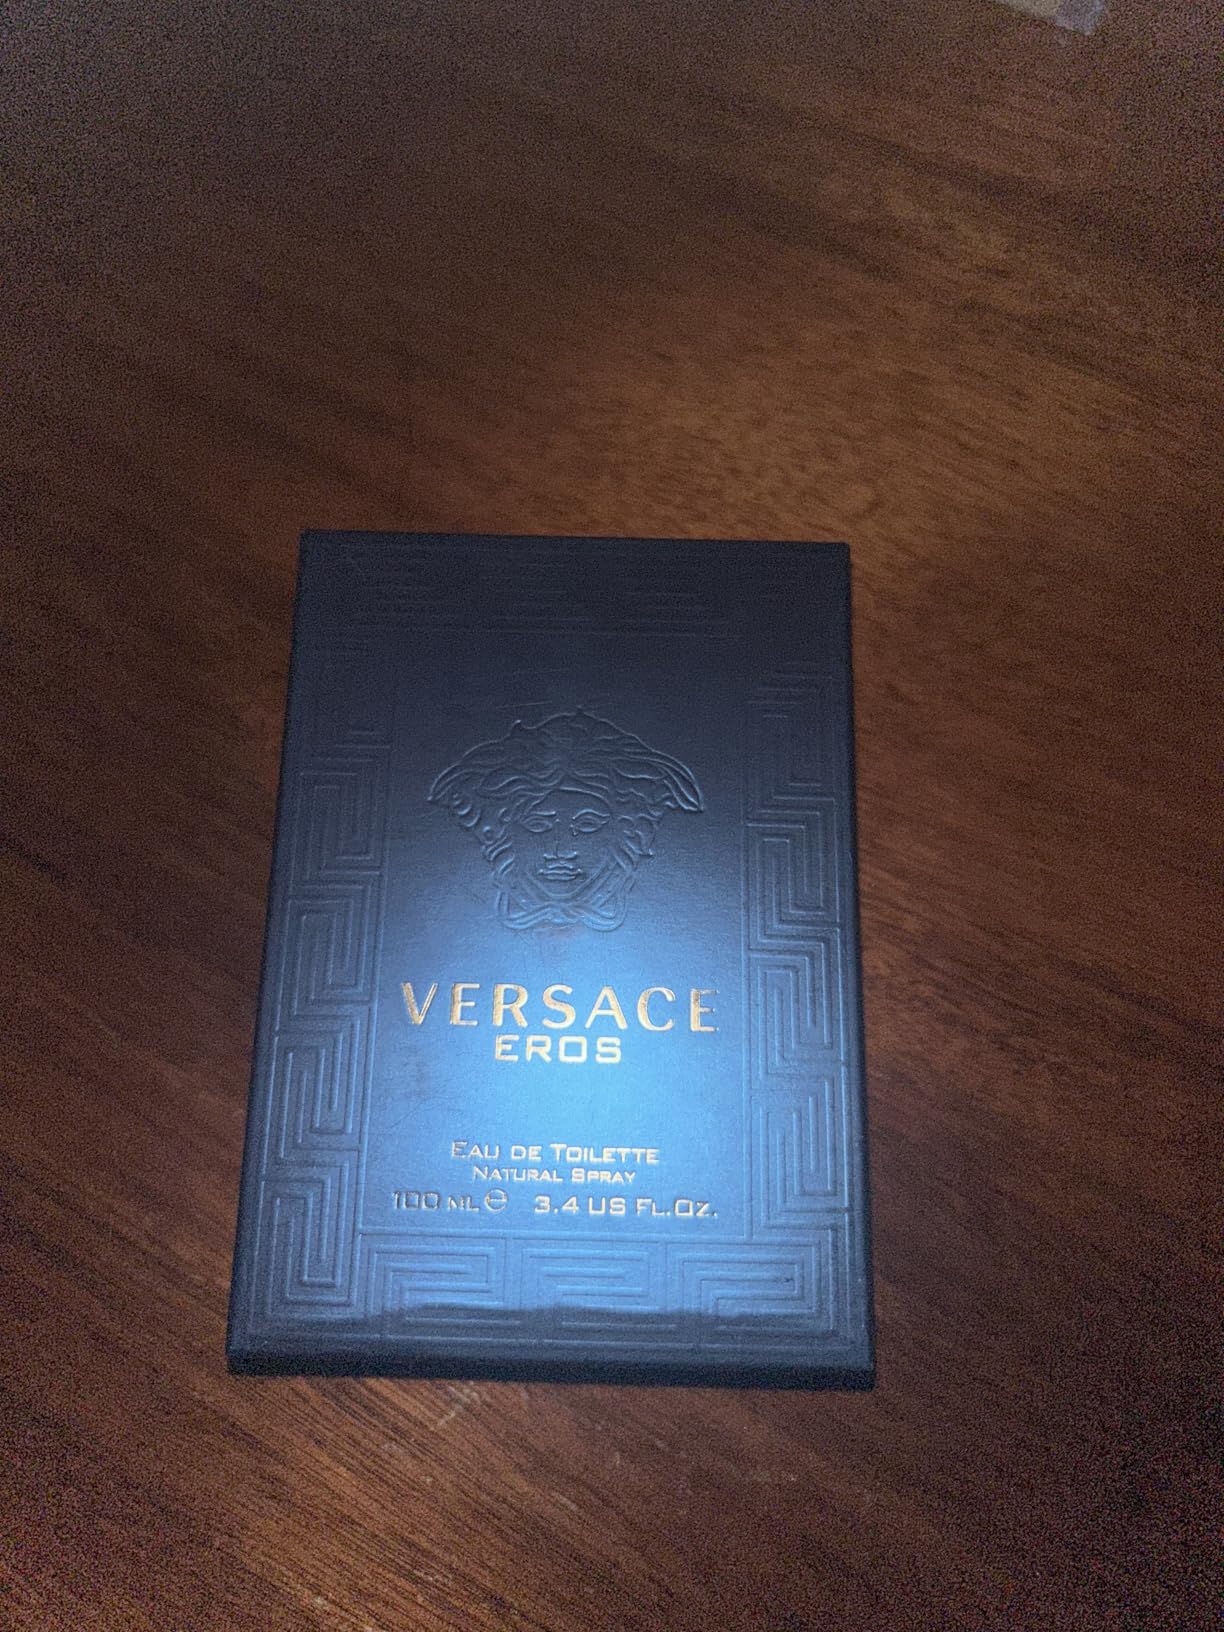 VERSACE
EROS
EAU DE TOILETTE
NATURAL SPRAY
100 ML ℮ 3.4 US FL.OZ.